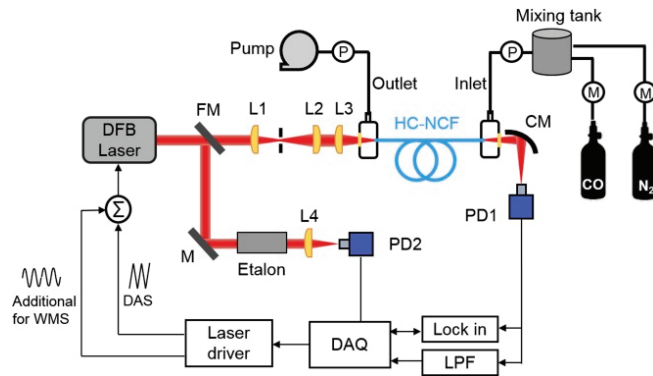 Mixing tank
Pump
P
P
Outlet
Inlet
M
M
FM
L1
L2
L3
HC-NCF
CM
DFB
Laser
CO
N₂
PD1
Σ
L4
M
Etalon
PD2
Additional
for WMS
DAS
Laser
driver
DAQ
Lock in
LPF